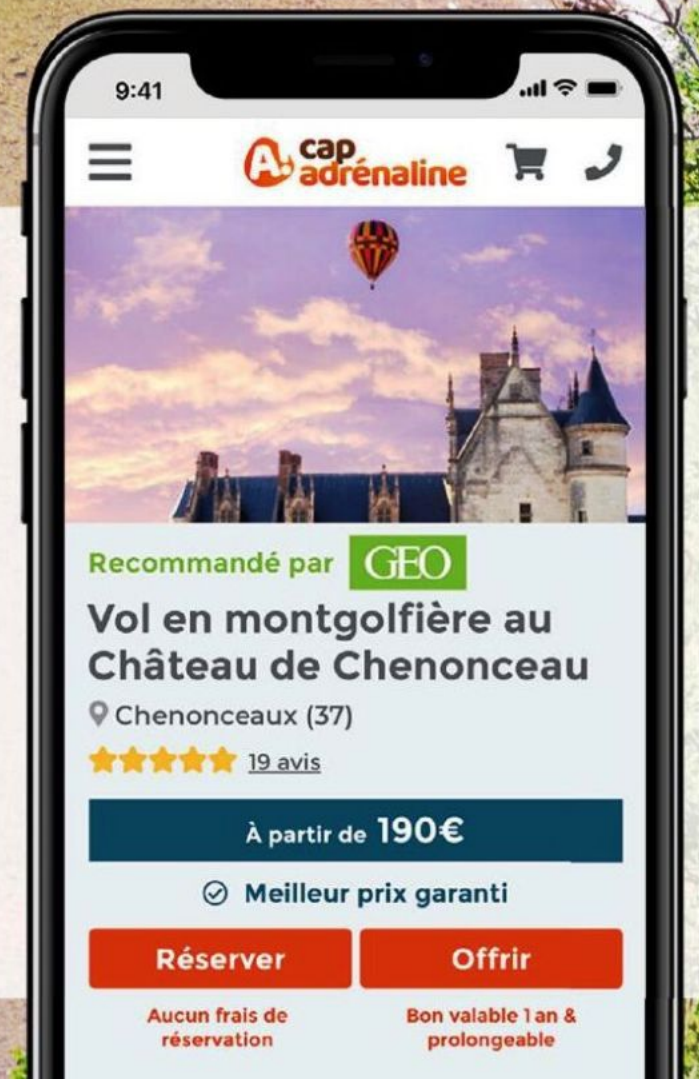 9:41
A! cap
adrénaline
Recommandé par GEO
Vol en montgolfière au
Château de Chenonceau
Chenonceaux (37)
19 avis
À partir de 190€
Meilleur prix garanti
Réserver
Offrir
Aucun frais de
réservation
Bon valable 1 an &
prolongeable